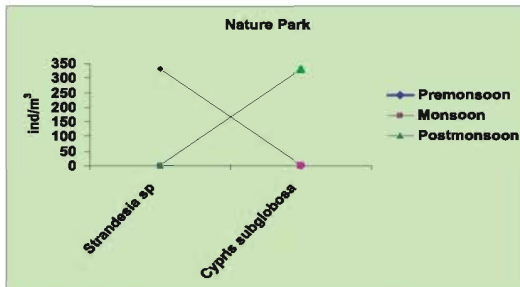 Nature Park
350
300
250
200
150
100
50
0
ind/m³
Strandesia sp
Cypris subglobosa
Premonsoon
Monsoon
Postmonsoon